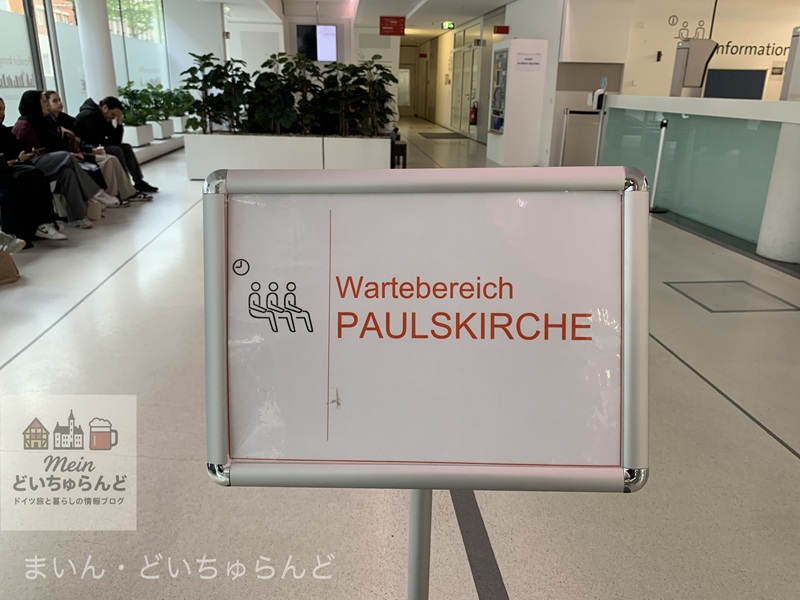 nformation
Wartebereich
PAULSKIRCHE
Mein
どいちゅらんど
ドイツ旅と暮らしの情報ブログ
まいん・どいちゅらんど